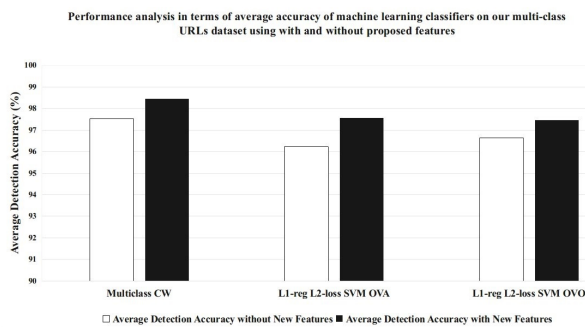 Performance analysis in terms of average accuracy of machine learning classifiers on our multi-class
URLs dataset using with and without proposed features
Average Detection Accuracy (%)
100
99
98
97
96
95
94
93
92
91
90
Multiclass CW
L1-reg L2-loss SVM OVA
L1-reg L2-loss SVM OVO
Average Detection Accuracy without New Features
Average Detection Accuracy with New Features